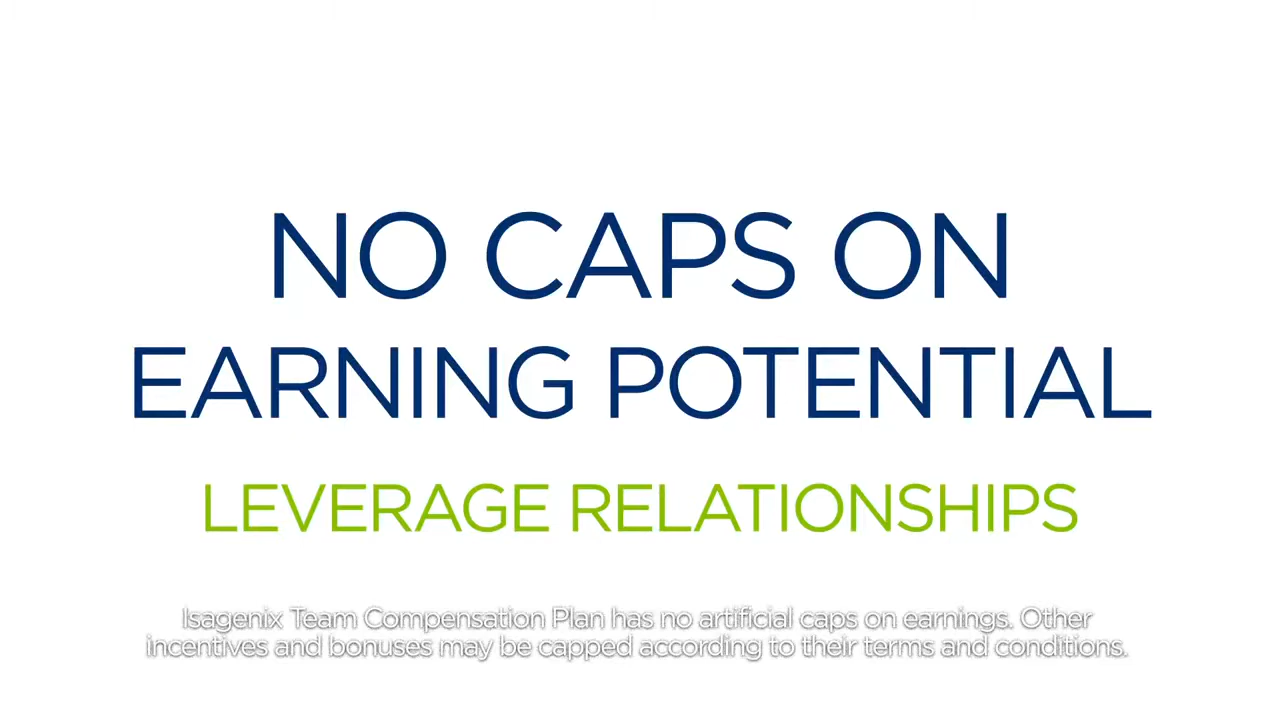 NO CAPS ON
EARNING POTENTIAL
LEVERAGE RELATIONSHIPS
Isagenix Team Compensation Plan has no artificial caps on earnings. Other
incentives and bonuses may be capped according to their terms and conditions.